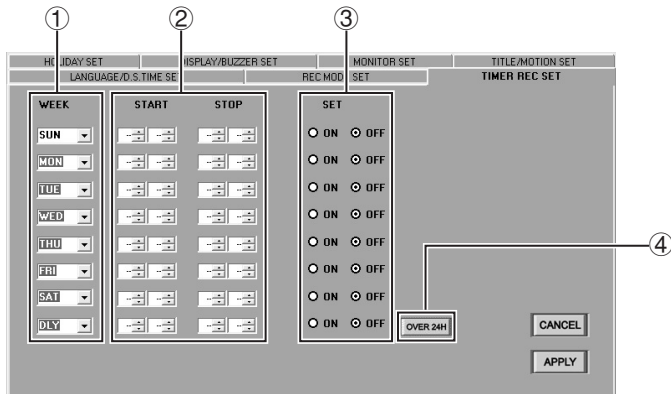 ① ② ③
HOLIDAY SET DISPLAY/BUZZER SET MONITOR SET TITLE/MOTION SET
LANGUAGE/D.S.TIME SET REC MODE SET TIMER REC SET
WEEK START STOP SET
SUN --- --- --- --- ON OFF
MON --- --- --- --- ON OFF
TUE --- --- --- --- ON OFF
WED --- --- --- --- ON OFF
THU --- --- --- --- ON OFF
④
FRI --- --- --- --- ON OFF
SAT --- --- --- --- ON OFF
DLY --- --- --- --- ON OFF OVER 24H CANCEL
APPLY